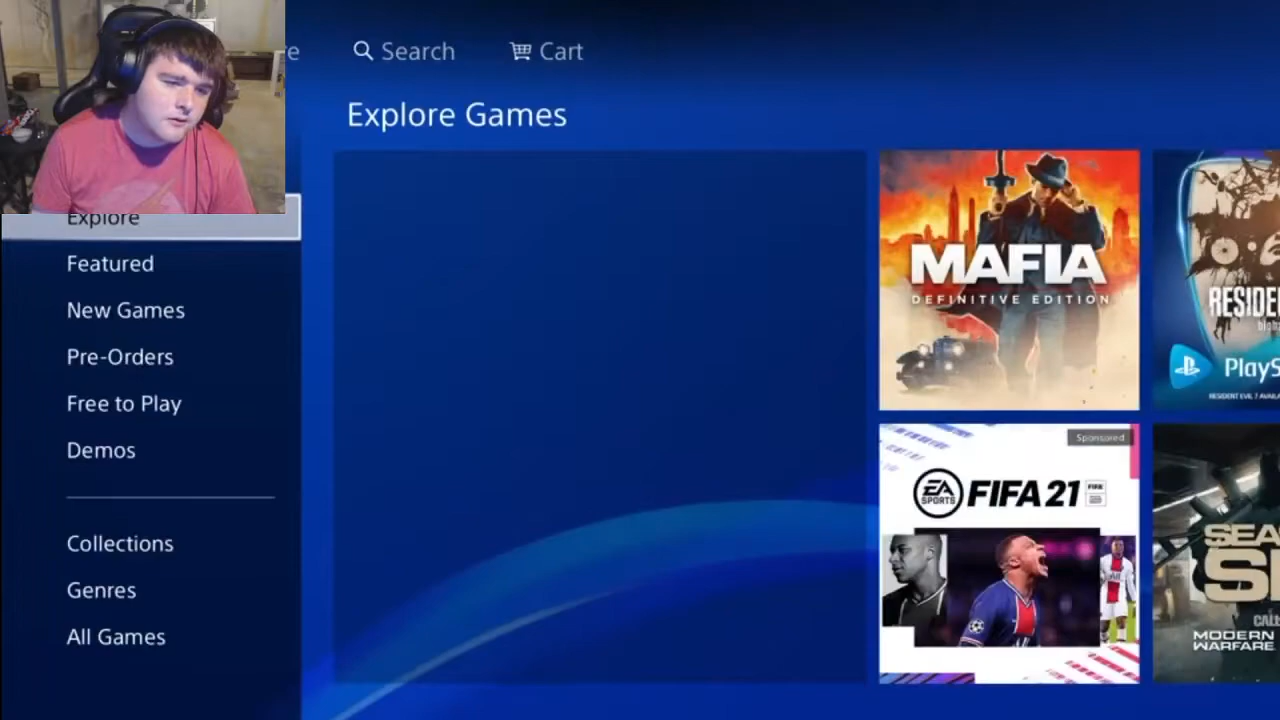 Search
Cart
Explore Games
Explore
Featured
New Games
Pre-Orders
Free to Play
Demos
Collections
Genres
All Games
MAFIA
DEFINITIVE EDITION
Sponsored
EA
SPORTS
FIFA 21
FIFA
MODERN
WARFARE